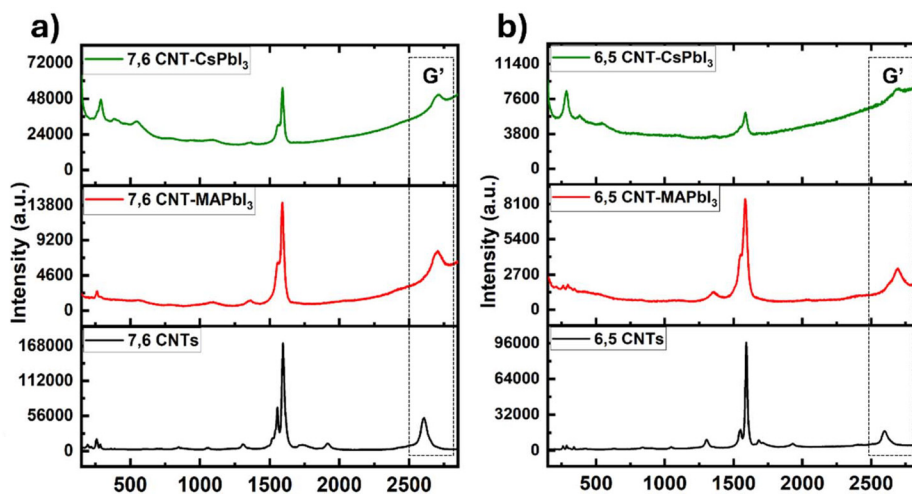 a)
Intensity (a.u.)
7,6 CNT-CsPbI₃
G'
72000
48000
24000
0
7,6 CNT-MAPbI₃
13800
9200
4600
0
7,6 CNTs
168000
112000
56000
0
500 1000 1500 2000 2500
b)
Intensity (a.u.)
6,5 CNT-CsPbI₃
G'
11400
7600
3800
0
6,5 CNT-MAPbI₃
8100
5400
2700
0
6,5 CNTs
96000
64000
32000
0
500 1000 1500 2000 2500